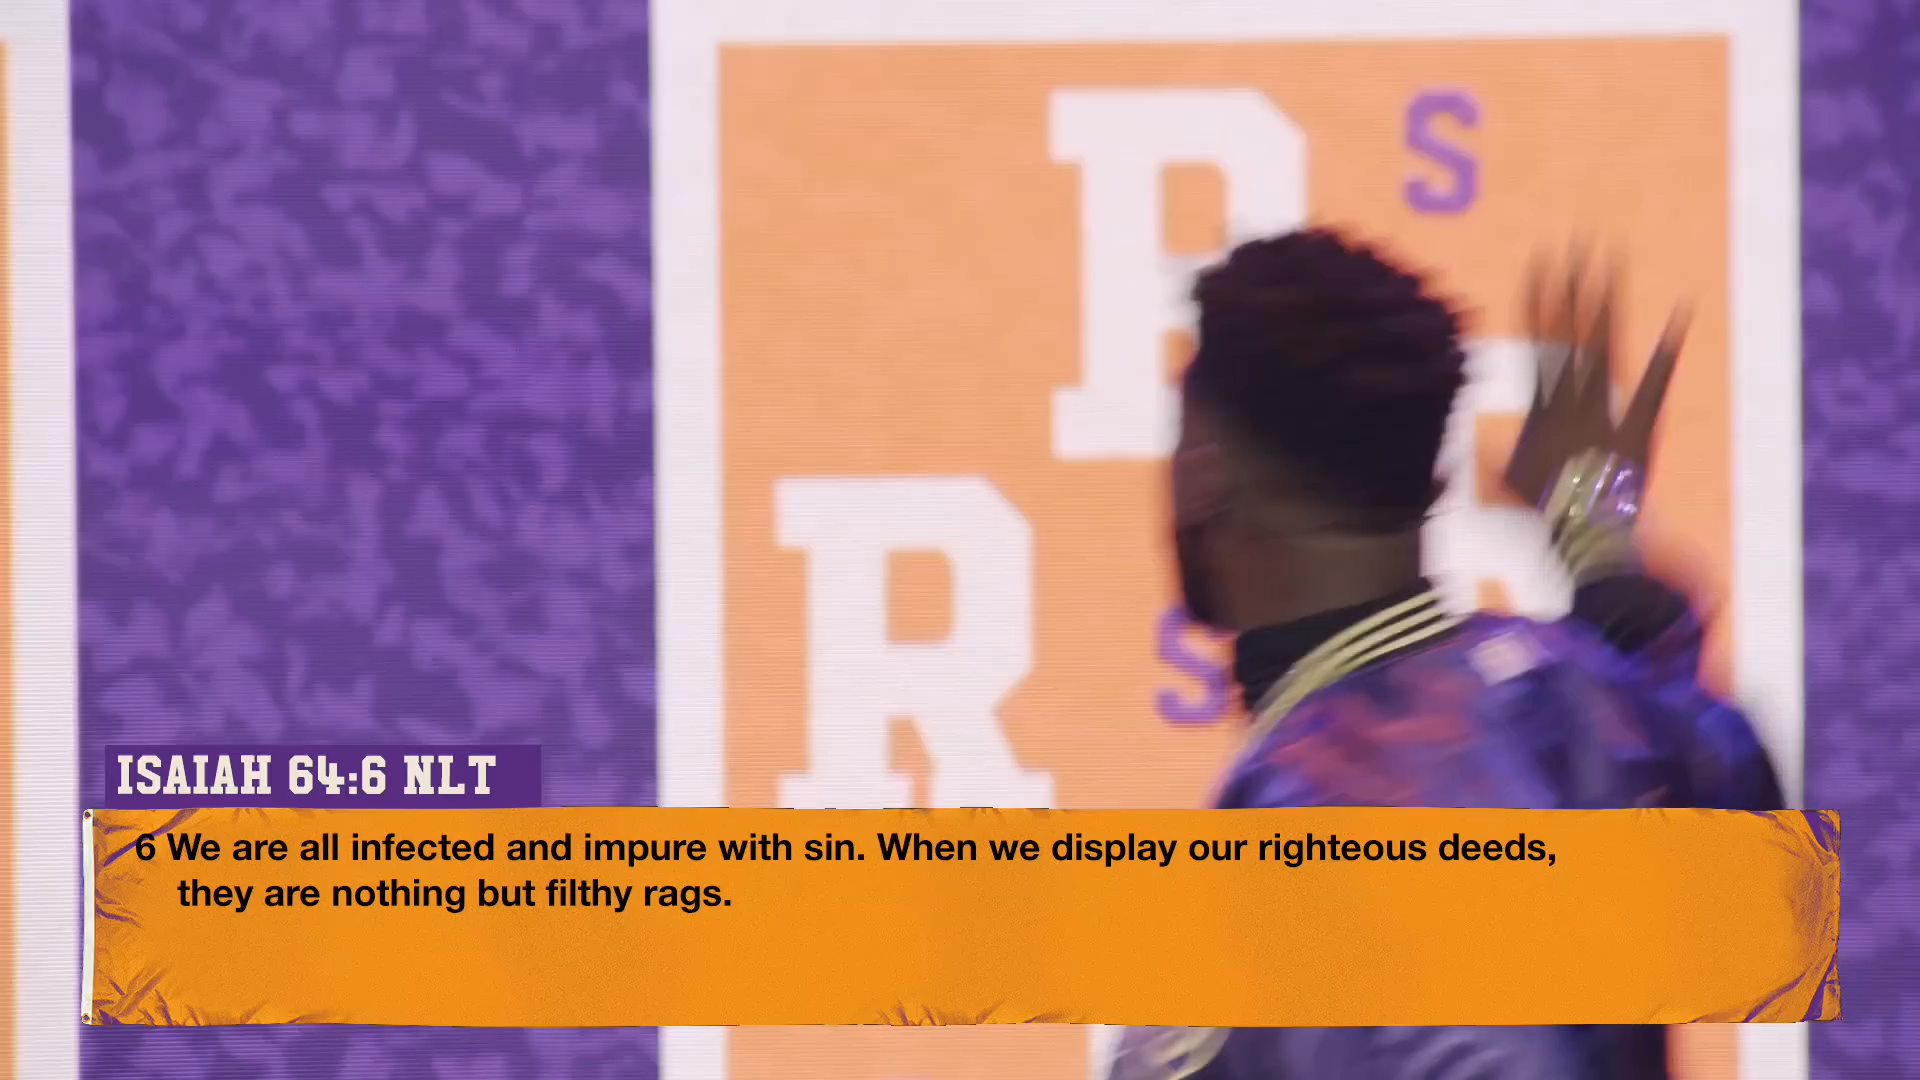 S
R
S
ISAIAH 64:6 NLT
6 We are all infected and impure with sin. When we display our righteous deeds,
they are nothing but filthy rags.